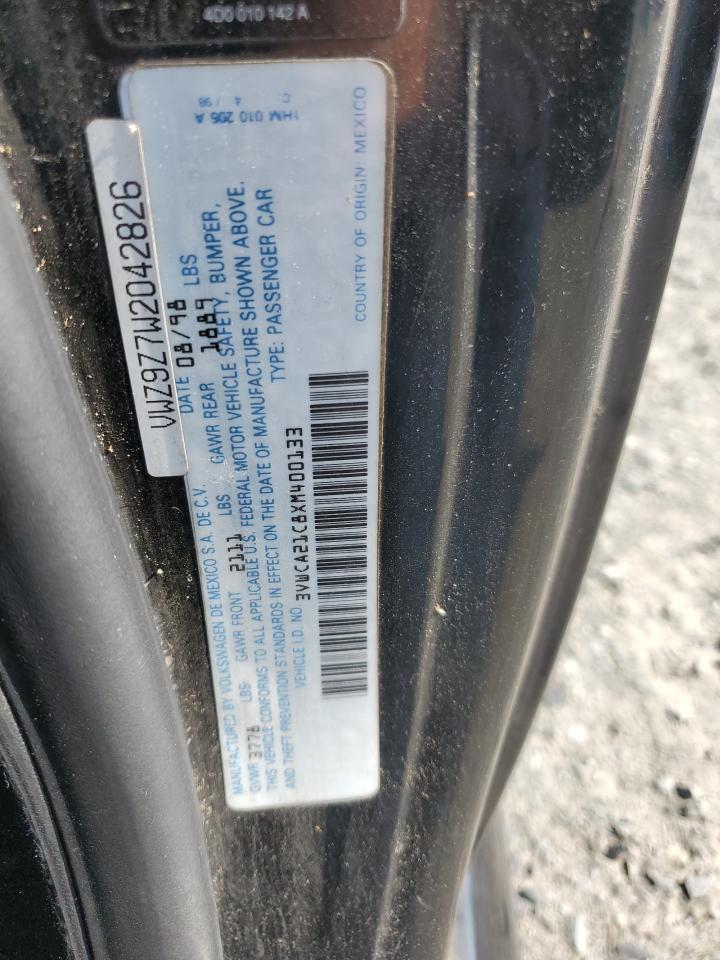 4D0 010 142 A
VWZ9Z7W2042826
1HM 010 206 A
MANUFACTURED BY VOLKSWAGEN DE MEXICO S.A. DE C.V. DATE 08/98
GVWR 3776 LBS GAWR FRONT 2111 LBS GAWR REAR 1889 LBS
THIS VEHICLE CONFORMS TO ALL APPLICABLE U.S. FEDERAL MOTOR VEHICLE SAFETY, BUMPER,
AND THEFT PREVENTION STANDARDS IN EFFECT ON THE DATE OF MANUFACTURE SHOWN ABOVE.
VEHICLE I.D. NO. 3VWCA21C8XM400133 TYPE: PASSENGER CAR
COUNTRY OF ORIGIN: MEXICO